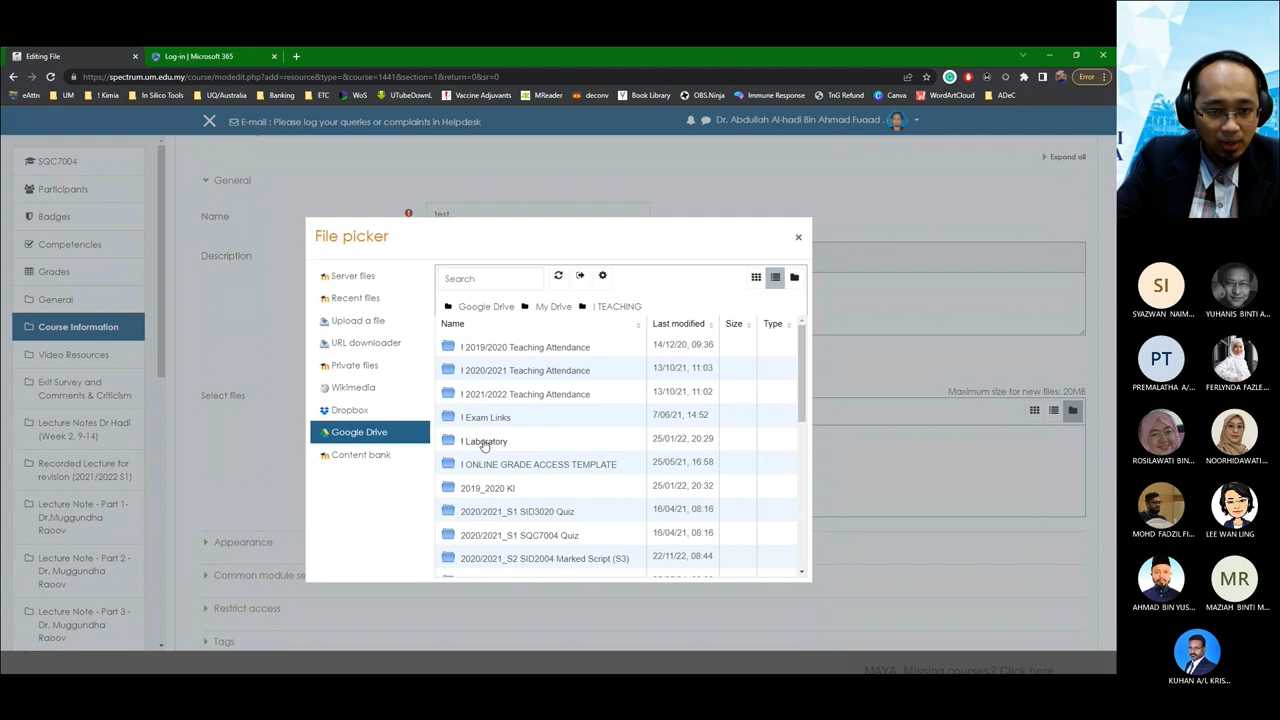 Editing File
Log-in | Microsoft 365
https://spectrum.um.edu.my/course/modedit.php?add=resource&type=&course=1441&section=1&return=0&sr=0
Error
eAttn
UM
! Kimia
In Silico Tools
UQ/Australia
Banking
ETC
WoS
UTubeDownL
Vaccine Adjuvants
MReader
deconv
Book Library
OBS.Ninja
Immune Response
TnG Refund
Canva
WordArtCloud
ADeC
E-mail : Please log your queries or complaints in Helpdesk
Dr. Abdullah Al-hadi Bin Ahmad Fuaad .
SQC7004
Participants
Badges
Competencies
Grades
General
Course Information
Video Resources
Exit Survey and
Comments & Criticism
Lecture Notes Dr Hadi
(Week 2, 9-14)
Recorded Lecture for
revision (2021/2022 S1)
Lecture Note - Part 1-
Dr.Muggundha
Raoov
Lecture Note - Part 2 -
Dr. Muggundha
Raoov
Lecture Note - Part 3 -
Dr. Muggundha
Raoov
Expand all
General
Name
test
Description
Select files
Maximum size for new files: 20MB
Appearance
Common module se
Restrict access
Tags
MAYA: Missing courses? Click here
File picker
×
Server files
Recent files
Upload a file
URL downloader
Private files
Wikimedia
Dropbox
Google Drive
Content bank
Search
Google Drive
My Drive
! TEACHING
Name
Last modified
Size
Type
! 2019/2020 Teaching Attendance
14/12/20, 09:36
! 2020/2021 Teaching Attendance
13/10/21, 11:03
! 2021/2022 Teaching Attendance
13/10/21, 11:02
! Exam Links
7/06/21, 14:52
! Laboratory
25/01/22, 20:29
! ONLINE GRADE ACCESS TEMPLATE
25/05/21, 16:58
2019_2020 KI
25/01/22, 20:32
2020/2021_S1 SID3020 Quiz
16/04/21, 08:16
2020/2021_S1 SQC7004 Quiz
16/04/21, 08:16
2020/2021_S2 SID2004 Marked Script (S3)
22/11/22, 08:44
SI
SYAZWAN NAIM...
YUHANIS BINTI A...
PT
PREMALATHA A/...
FERLYNDA FAZLE...
ROSILAWATI BIN...
NOORHIDAWATI...
MOHD FADZIL FI...
LEE WAN LING
AHMAD BIN YUS...
MR
MAZIAH BINTI M...
KUHAN A/L KRIS...